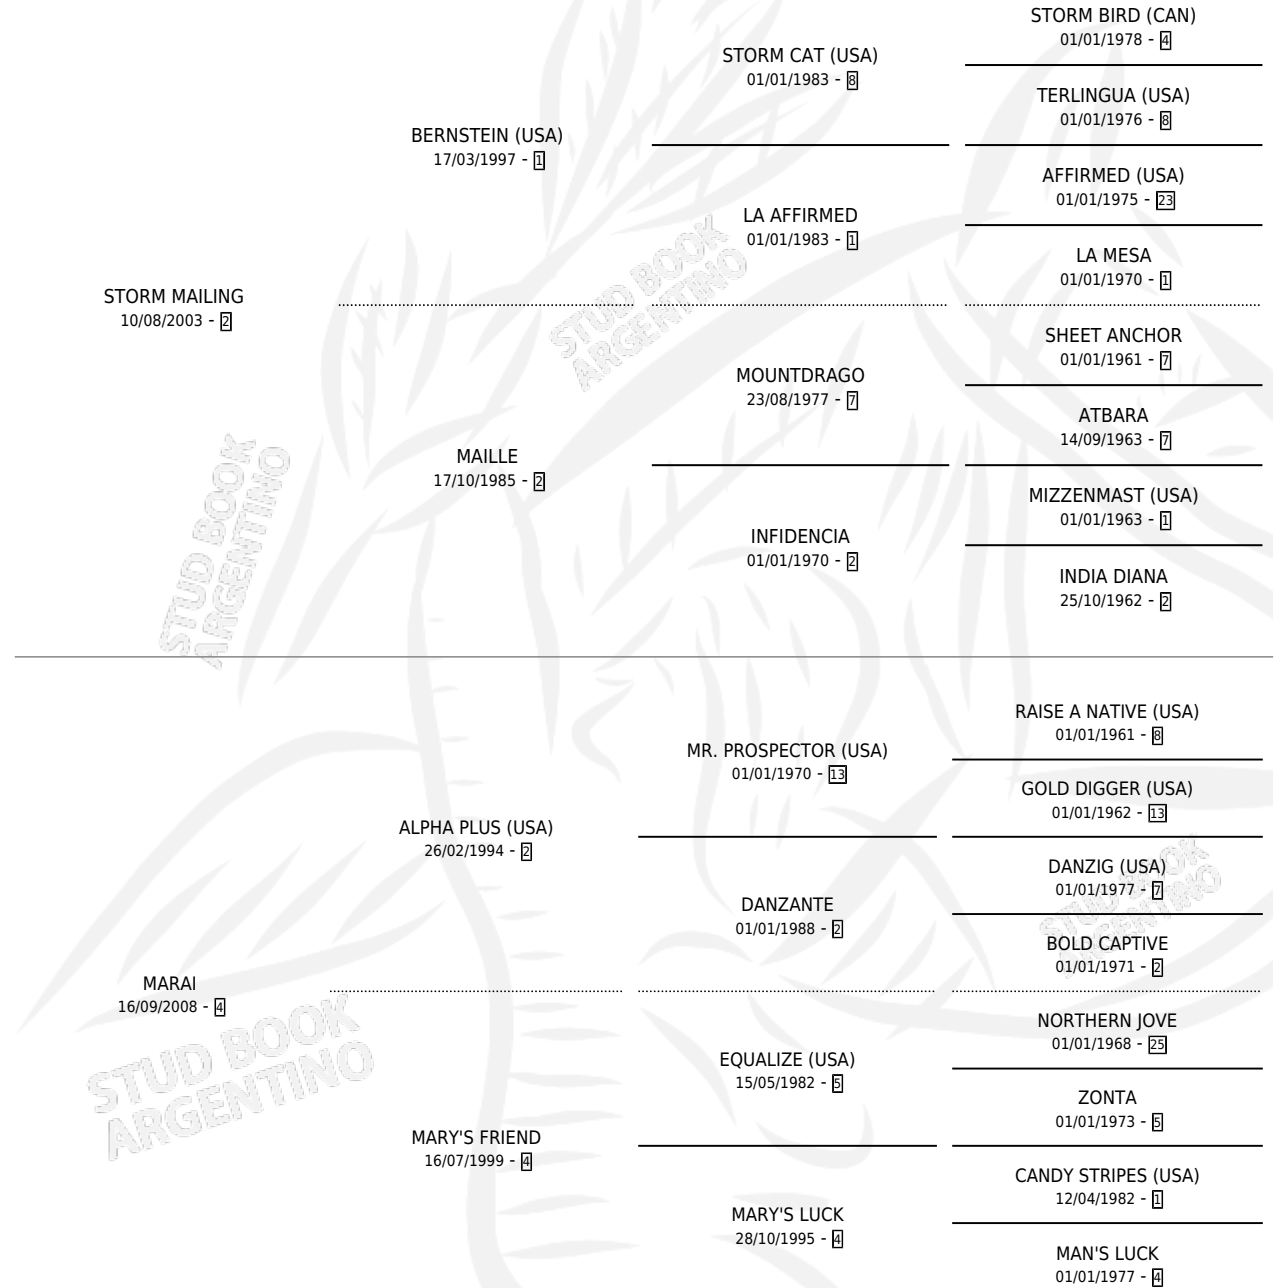 STORM BIRD (CAN)
01/01/1978 - 4
STORM CAT (USA)
01/01/1983 - 8
TERLINGUA (USA)
01/01/1976 - 8
BERNSTEIN (USA)
17/03/1997 - 1
AFFIRMED (USA)
01/01/1975 - 23
LA AFFIRMED
01/01/1983 - 1
LA MESA
01/01/1970 - 1
STORM MAILING
10/08/2003 - 2
STUD BOOK
ARGENTINO
SHEET ANCHOR
01/01/1961 - 7
MOUNTDRAGO
23/08/1977 - 7
ATBARA
14/09/1963 - 7
MAILLE
17/10/1985 - 2
MIZZENMAST (USA)
01/01/1963 - 1
INFIDENCIA
01/01/1970 - 2
INDIA DIANA
25/10/1962 - 2
STUD BOOK
ARGENTINO
RAISE A NATIVE (USA)
01/01/1961 - 8
MR. PROSPECTOR (USA)
01/01/1970 - 13
GOLD DIGGER (USA)
01/01/1962 - 13
ALPHA PLUS (USA)
26/02/1994 - 2
DANZIG (USA)
01/01/1977 - 7
DANZANTE
01/01/1988 - 2
BOLD CAPTIVE
01/01/1971 - 2
STUD BOOK
ARGENTINO
MARAI
16/09/2008 - 4
NORTHERN JOVE
01/01/1968 - 25
EQUALIZE (USA)
15/05/1982 - 5
ZONTA
01/01/1973 - 5
STUD BOOK
ARGENTINO
MARY'S FRIEND
16/07/1999 - 4
CANDY STRIPES (USA)
12/04/1982 - 1
MARY'S LUCK
28/10/1995 - 4
MAN'S LUCK
01/01/1977 - 4